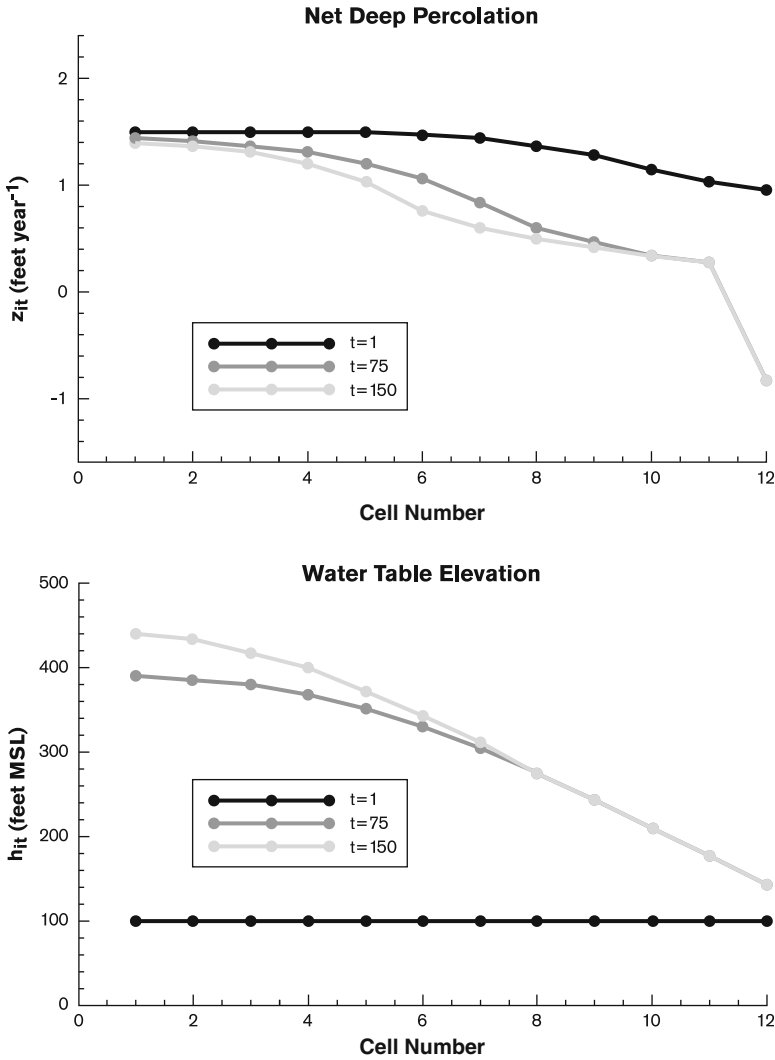 Net Deep Percolation
2
1
0
-1
z_it (feet year^-1)
t=1
t=75
t=150
0 2 4 6 8 10 12
Cell Number
Water Table Elevation
500
400
300
200
100
0
h_it (feet MSL)
t=1
t=75
t=150
0 2 4 6 8 10 12
Cell Number